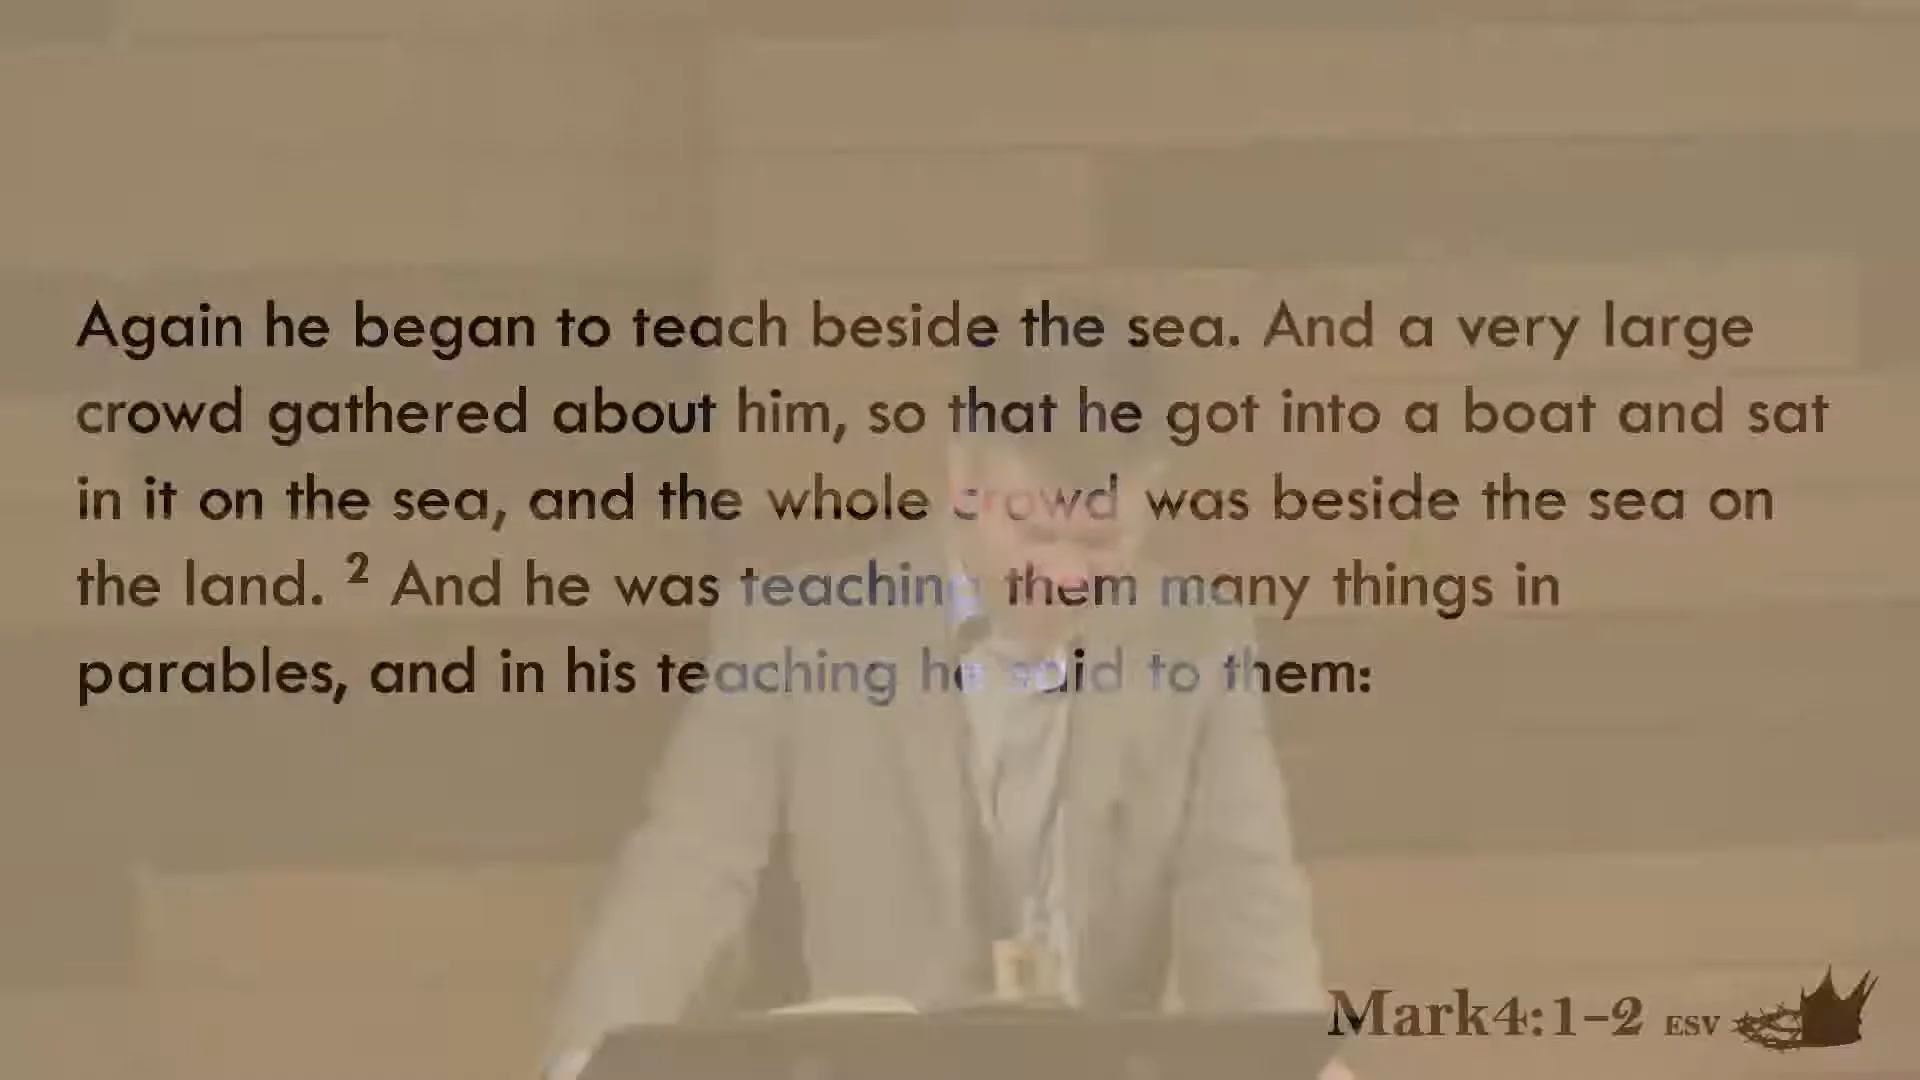 Again he began to teach beside the sea. And a very large
crowd gathered about him, so that he got into a boat and sat
in it on the sea, and the whole crowd was beside the sea on
the land. ² And he was teaching them many things in
parables, and in his teaching he said to them:
Mark4:1-2 ESV